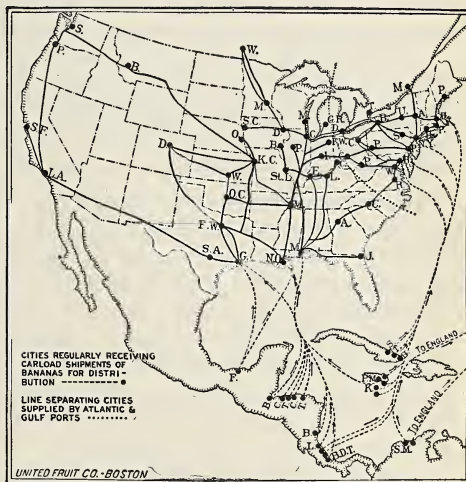 S.
P.
B.
W.
M.
S.C.
O.
D.
B.
P.
M.
G.R.
D.
M.
P.
S.F.
L.A.
D.
K.C.
W.
O.C.
St.L.
E.
M.
F.W.
S.A.
G.
N.O.
M.
A.
J.
CITIES REGULARLY RECEIVING
CARLOAD SHIPMENTS OF
BANANAS FOR DISTRI-
BUTION
LINE SEPARATING CITIES
SUPPLIED BY ATLANTIC &
GULF PORTS
TO ENGLAND
TO ENGLAND
B.
L.
B.D.T.
S.M.
UNITED FRUIT CO.-BOSTON